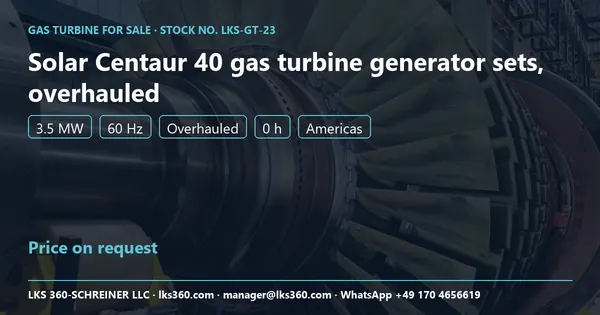 GAS TURBINE FOR SALE · STOCK NO. LKS-GT-23
Solar Centaur 40 gas turbine generator sets,
overhauled
3.5 MW 60 Hz Overhauled 0 h Americas
Price on request
LKS 360-SCHREINER LLC · lks360.com · manager@lks360.com · WhatsApp +49 170 4656619